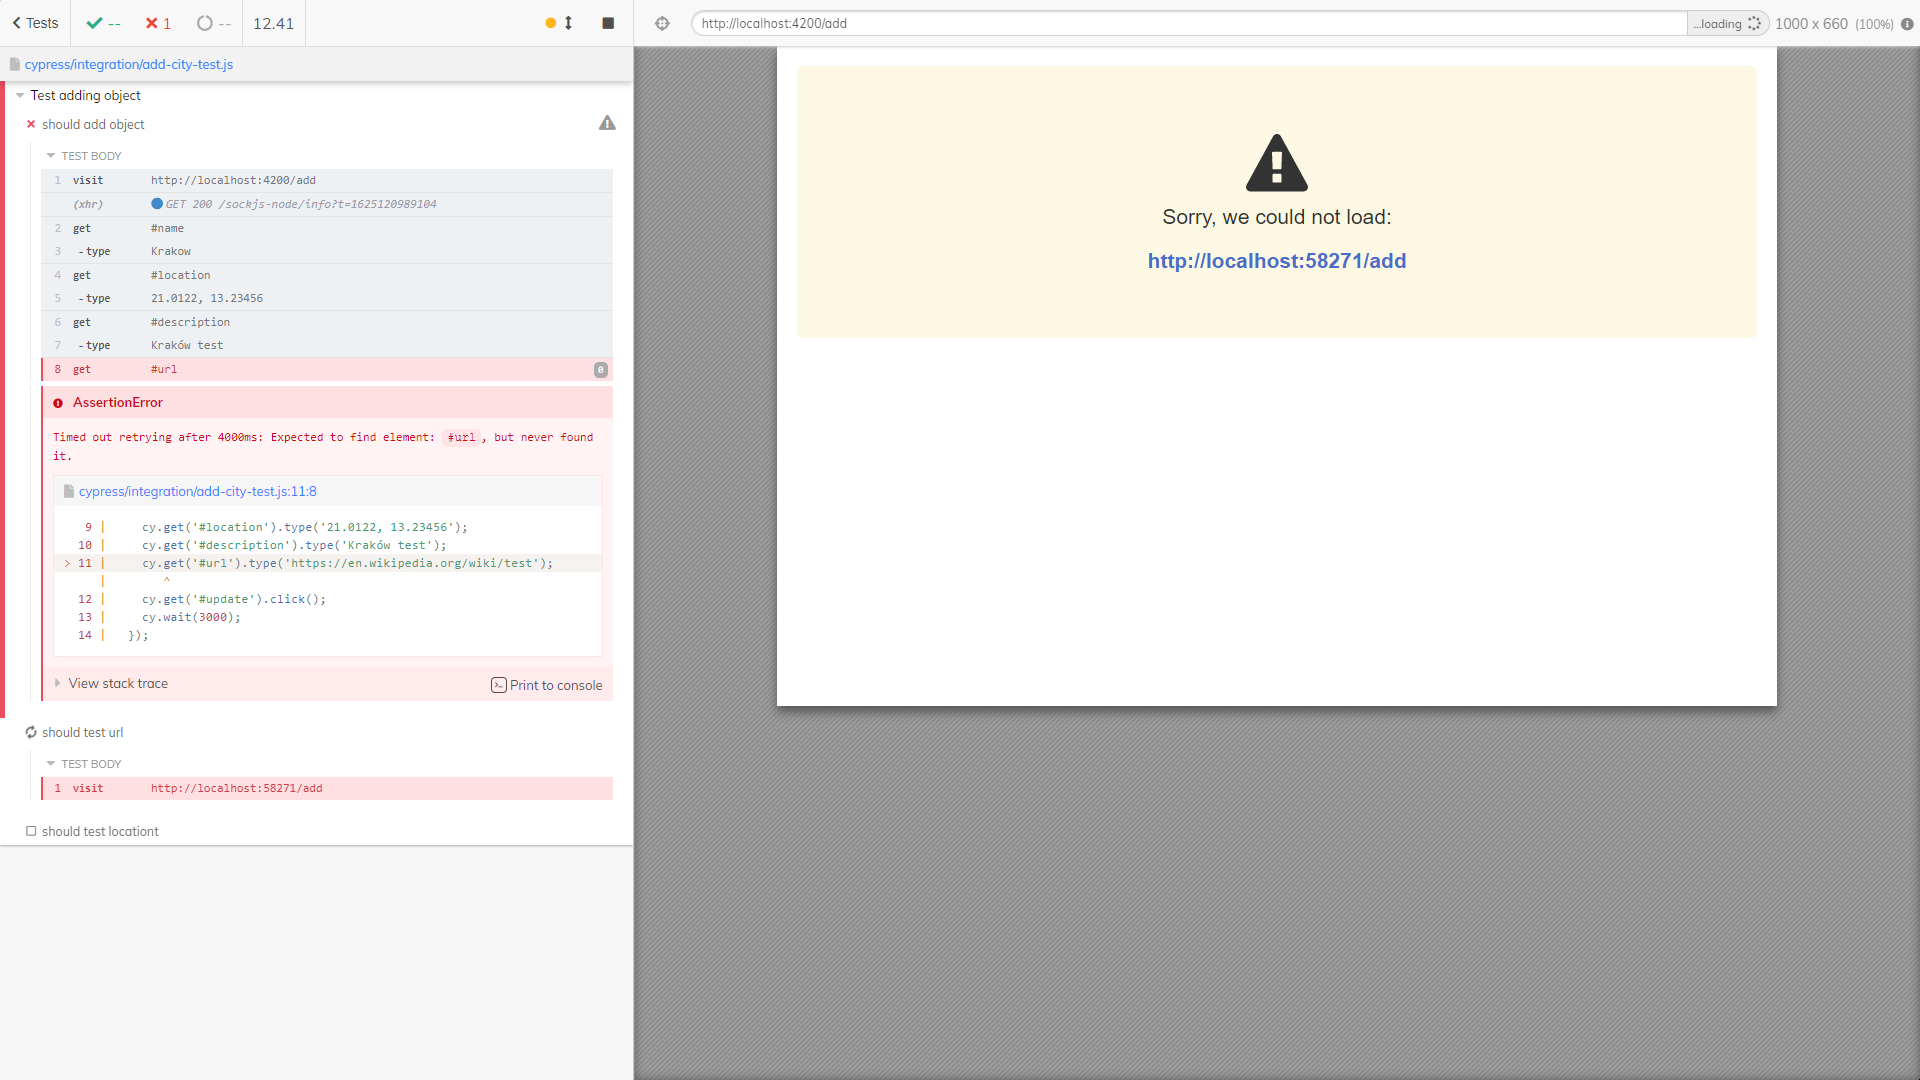 Tests
--
1
--
12.41
cypress/integration/add-city-test.js
Test adding object
should add object
TEST BODY
1 visit http://localhost:4200/add
(xhr) GET 200 /sockjs-node/info?t=1625120989104
2 get #name
3 -type Krakow
4 get #location
5 -type 21.0122, 13.23456
6 get #description
7 -type Kraków test
8 get #url 0
AssertionError
Timed out retrying after 4000ms: Expected to find element: #url, but never found
it.
cypress/integration/add-city-test.js:11:8
9 | cy.get('#location').type('21.0122, 13.23456');
10 | cy.get('#description').type('Kraków test');
> 11 | cy.get('#url').type('https://en.wikipedia.org/wiki/test');
| ^
12 | cy.get('#update').click();
13 | cy.wait(3000);
14 | });
View stack trace
Print to console
should test url
TEST BODY
1 visit http://localhost:58271/add
should test locationt
http://localhost:4200/add
...loading
1000 x 660 (100%)
Sorry, we could not load:
http://localhost:58271/add